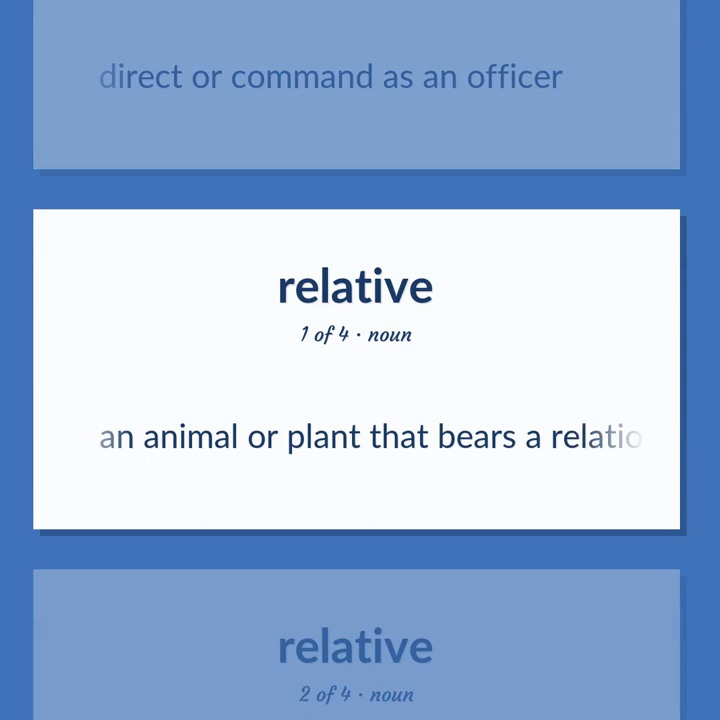 direct or command as an officer
relative
1 of 4 · noun
an animal or plant that bears a relatio
relative
2 of 4 · noun